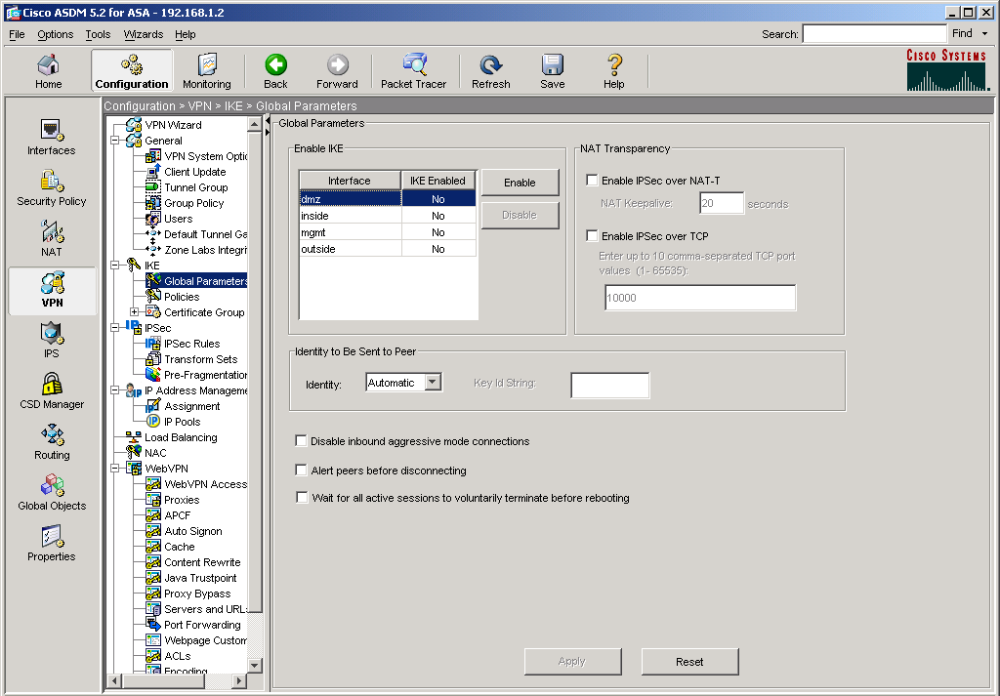 Cisco ASDM 5.2 for ASA - 192.168.1.2
File Options Tools Wizards Help
Search: Find
Home Configuration Monitoring Back Forward Packet Tracer Refresh Save Help
CISCO SYSTEMS
Configuration > VPN > IKE > Global Parameters
Interfaces
Security Policy
NAT
VPN
IPS
CSD Manager
Routing
Global Objects
Properties
VPN Wizard
General
VPN System Optic
Client Update
Tunnel Group
Group Policy
Users
Default Tunnel Ga
Zone Labs Integri
IKE
Global Parameters
Policies
Certificate Group
IPSec
IPSec Rules
Transform Sets
Pre-Fragmentation
IP Address Manageme
Assignment
IP Pools
Load Balancing
NAC
WebVPN
WebVPN Access
Proxies
APCF
Auto Signon
Cache
Content Rewrite
Java Trustpoint
Proxy Bypass
Servers and URL
Port Forwarding
Webpage Custom
ACLs
Encoding
Global Parameters
Enable IKE
Interface IKE Enabled
dmz No
inside No
mgmt No
outside No
Enable
Disable
NAT Transparency
Enable IPSec over NAT-T
NAT Keepalive: 20 seconds
Enable IPSec over TCP
Enter up to 10 comma-separated TCP port
values (1- 65535):
10000
Identity to Be Sent to Peer
Identity: Automatic Key Id String:
Disable inbound aggressive mode connections
Alert peers before disconnecting
Wait for all active sessions to voluntarily terminate before rebooting
Apply Reset